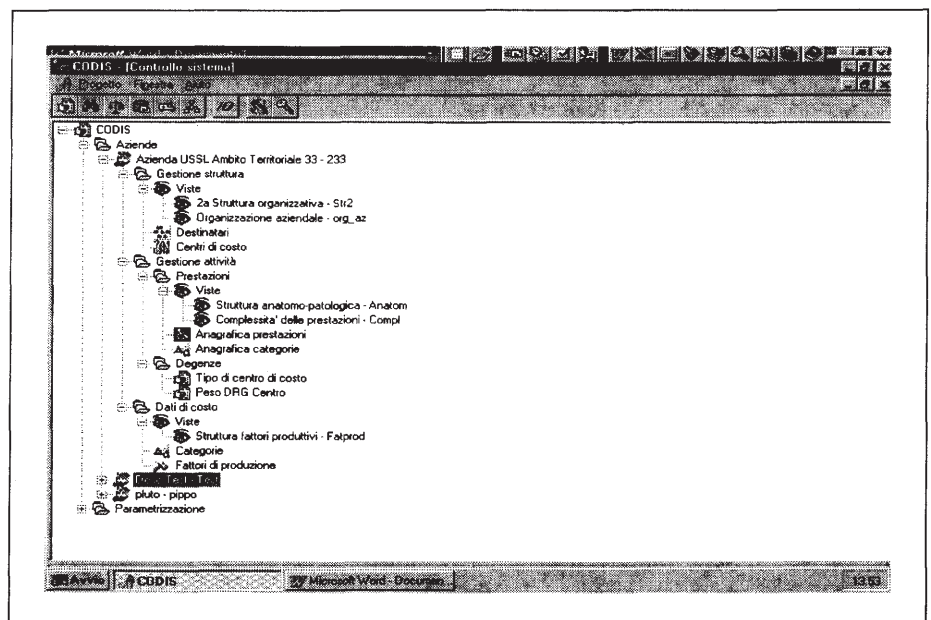 CODIS - [Controllo sistema]
CODIS
Aziende
Azienda USSL Ambito Territoriale 33 - 233
Gestione struttura
Viste
2a Struttura organizzativa - Str2
Organizzazione aziendale - org_az
Destinatari
Centri di costo
Gestione attività
Prestazioni
Viste
Struttura anatomo-patologica - Anatom
Complessita' delle prestazioni - Compl
Anagrafica prestazioni
Anagrafica categorie
Degenze
Tipo di centro di costo
Peso DRG Centro
Dati di costo
Viste
Struttura fattori produttivi - Fatprod
Categorie
Fattori di produzione
pluto - pippo
Parametrizzazione
Avvio CODIS Microsoft Word - Documen... 13.53